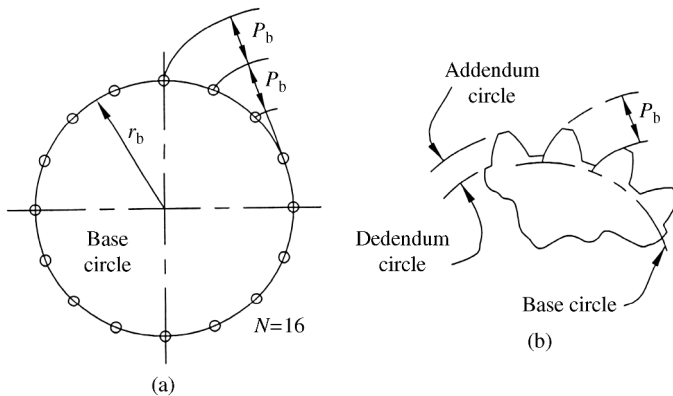 P_b
P_b
r_b
Base
circle
N=16
(a)
Addendum
circle
P_b
Dedendum
circle
Base circle
(b)